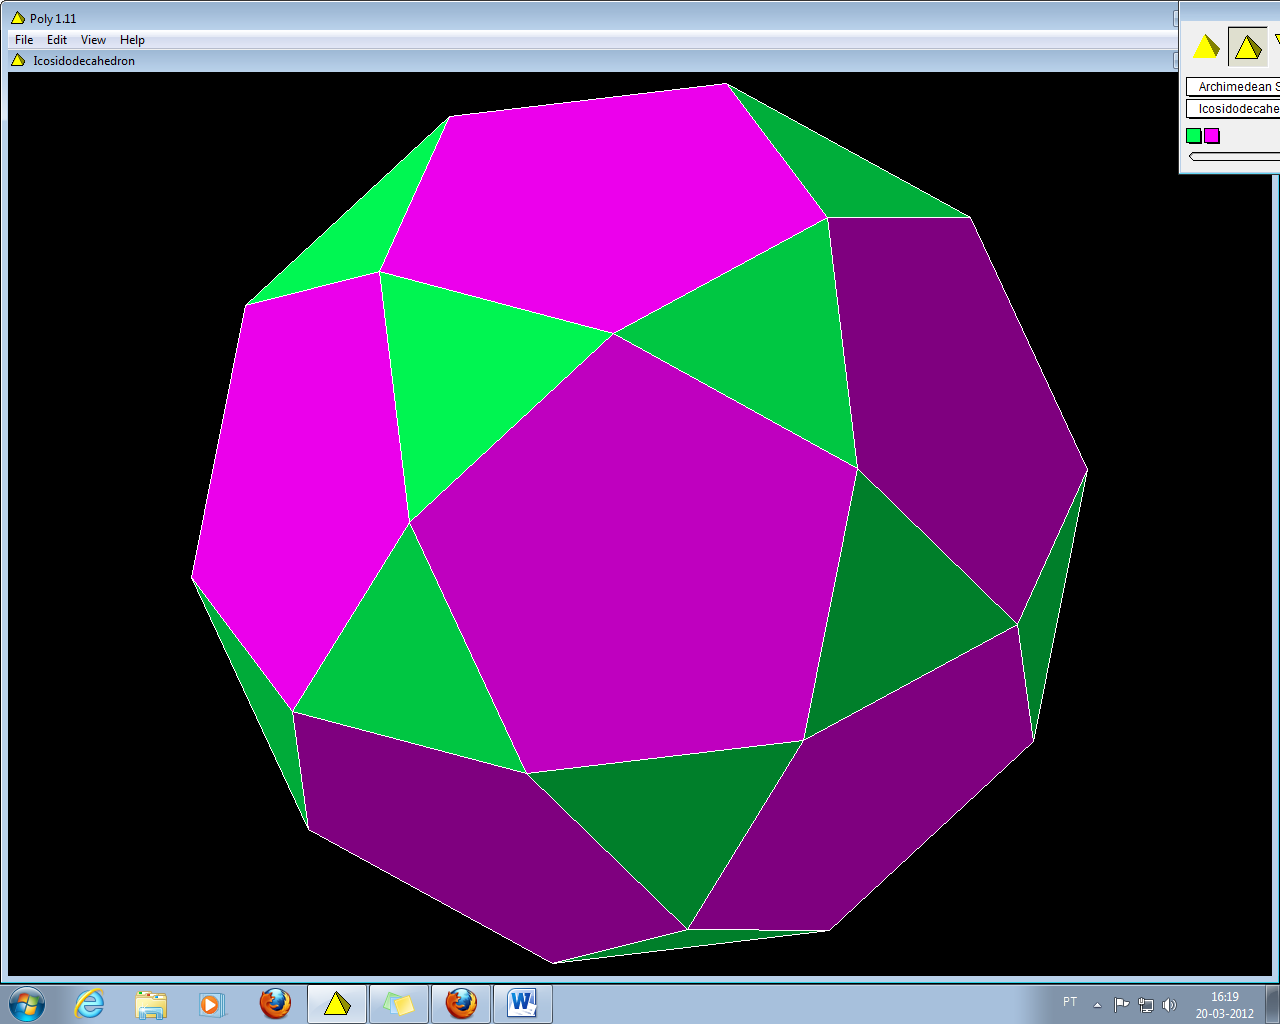 Poly 1.11
File Edit View Help
Icosidodecahedron
Archimedean S
Icosidodecahe
PT
16:19
20-03-2012